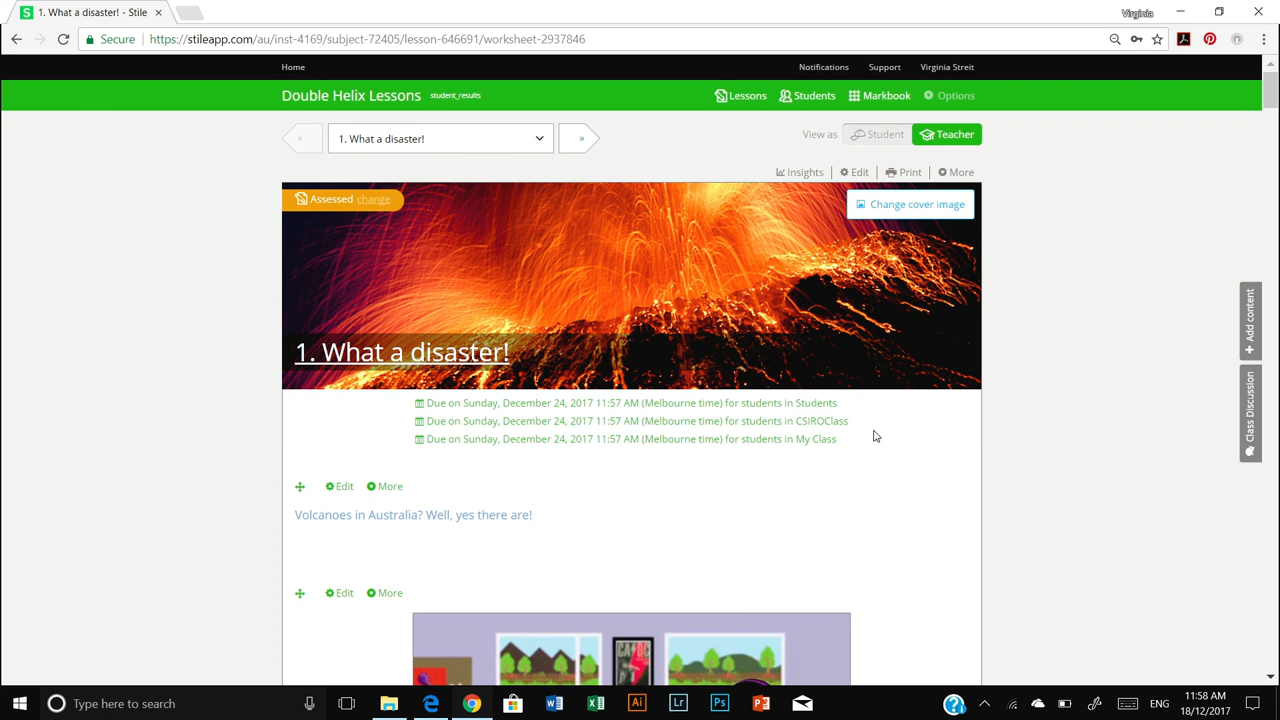 1. What a disaster! - Stile
Virginia
Secure
https://stileapp.com/au/inst-4169/subject-72405/lesson-646691/worksheet-2937846
Home
Notifications
Support
Virginia Streit
Double Helix Lessons
student_results
Lessons
Students
Markbook
Options
«
1. What a disaster!
»
View as
Student
Teacher
Insights
Edit
Print
More
Assessed change
Change cover image
1. What a disaster!
Due on Sunday, December 24, 2017 11:57 AM (Melbourne time) for students in Students
Due on Sunday, December 24, 2017 11:57 AM (Melbourne time) for students in CSIROClass
Due on Sunday, December 24, 2017 11:57 AM (Melbourne time) for students in My Class
Edit
More
Volcanoes in Australia? Well, yes there are!
Edit
More
Add content
Class Discussion
Type here to search
Ai
Lr
Ps
ENG
11:58 AM
18/12/2017